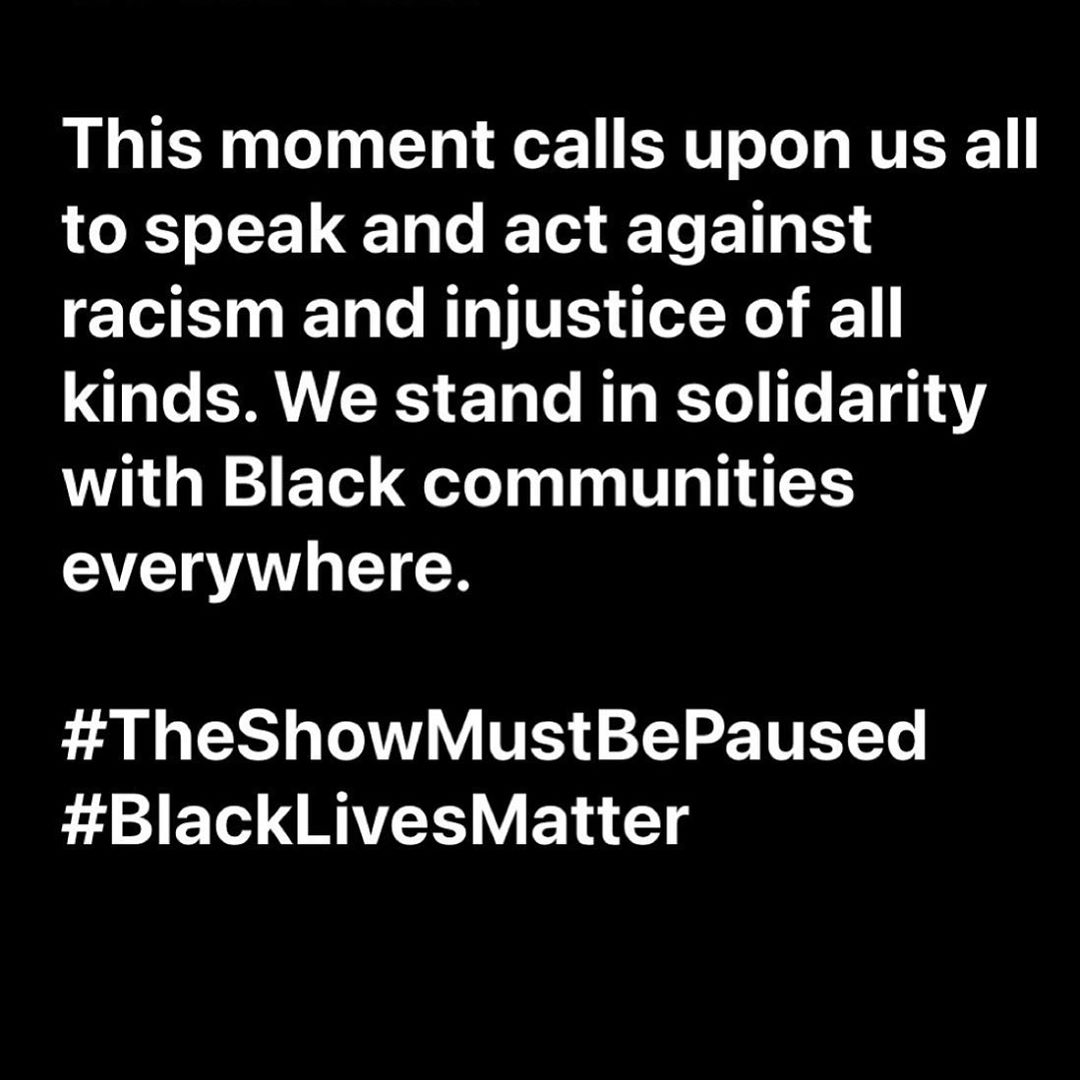 This moment calls upon us all
to speak and act against
racism and injustice of all
kinds. We stand in solidarity
with Black communities
everywhere.
#TheShowMustBePaused
#BlackLivesMatter